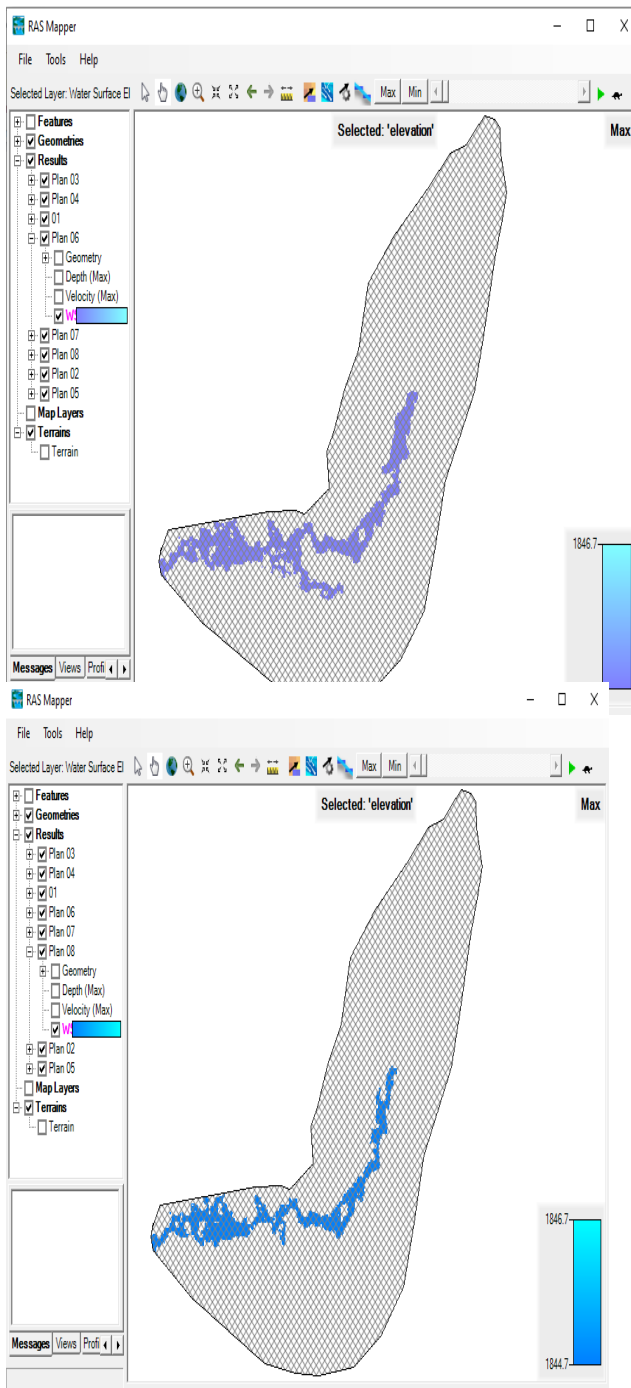 RAS Mapper
File Tools Help
Selected Layer: Water Surface El Max Min
Features
Geometries
Results
Plan 03
Plan 04
01
Plan 06
Geometry
Depth (Max)
Velocity (Max)
Plan 07
Plan 08
Plan 02
Plan 05
Map Layers
Terrains
Terrain
Selected: 'elevation'
Max
1846.7
Messages Views Profi
RAS Mapper
File Tools Help
Selected Layer: Water Surface El Max Min
Features
Geometries
Results
Plan 03
Plan 04
01
Plan 06
Plan 07
Plan 08
Geometry
Depth (Max)
Velocity (Max)
Plan 02
Plan 05
Map Layers
Terrains
Terrain
Selected: 'elevation'
Max
1846.7
1844.7
Messages Views Profi